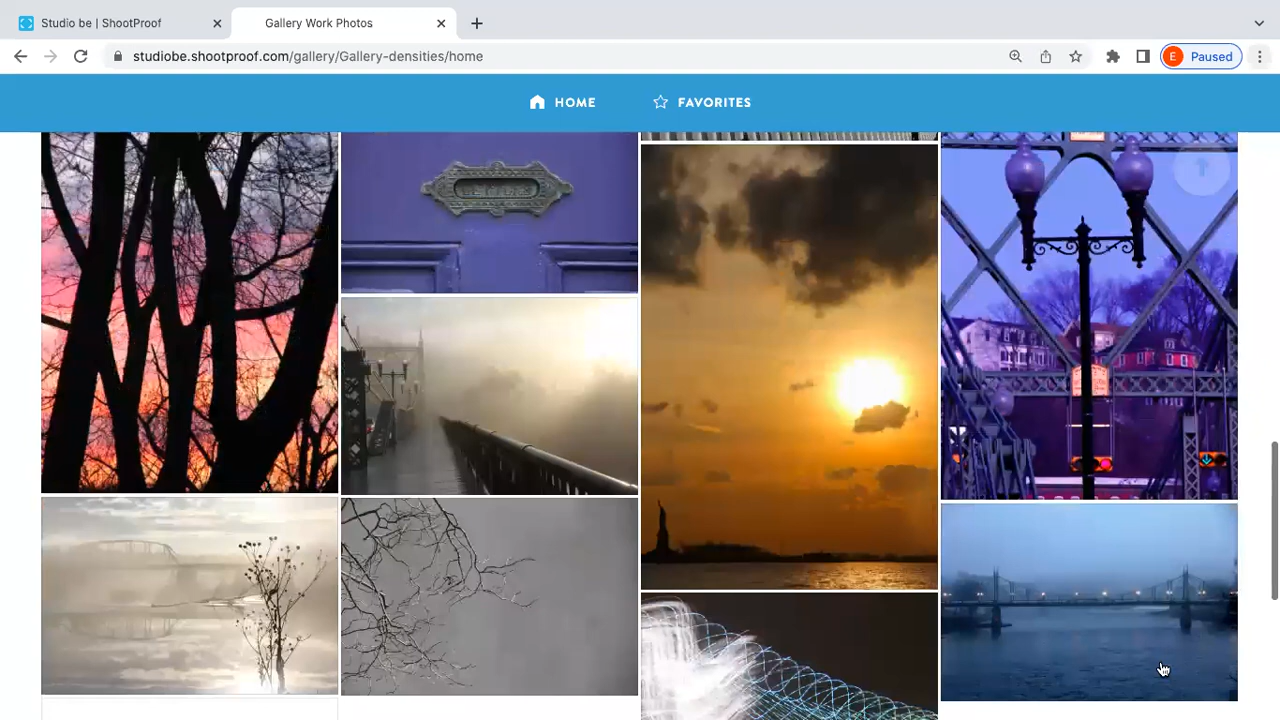 Studio be | ShootProof
Gallery Work Photos
studiobe.shootproof.com/gallery/Gallery-densities/home
E
Paused
HOME
FAVORITES